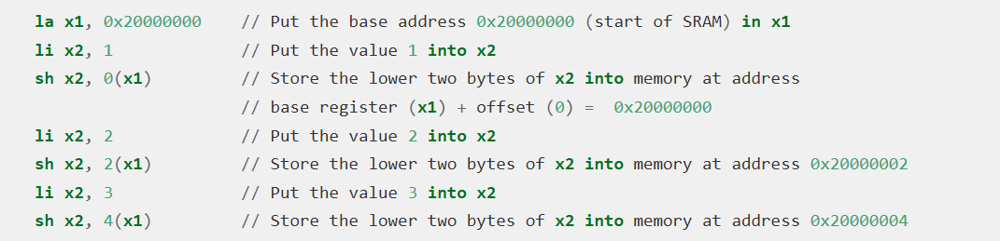 la x1, 0x20000000    // Put the base address 0x20000000 (start of SRAM) in x1
li x2, 1             // Put the value 1 into x2
sh x2, 0(x1)         // Store the lower two bytes of x2 into memory at address
                     // base register (x1) + offset (0) =  0x20000000
li x2, 2             // Put the value 2 into x2
sh x2, 2(x1)         // Store the lower two bytes of x2 into memory at address 0x20000002
li x2, 3             // Put the value 3 into x2
sh x2, 4(x1)         // Store the lower two bytes of x2 into memory at address 0x20000004